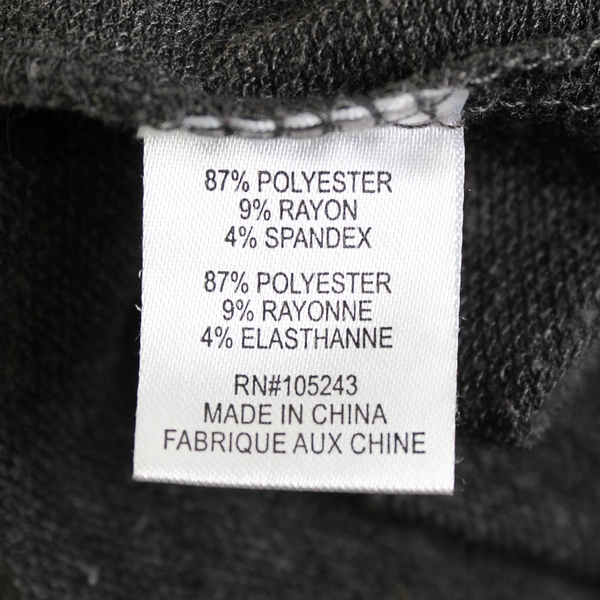 87% POLYESTER
9% RAYON
4% SPANDEX
87% POLYESTER
9% RAYONNE
4% ELASTHANNE
RN#105243
MADE IN CHINA
FABRIQUE AUX CHINE